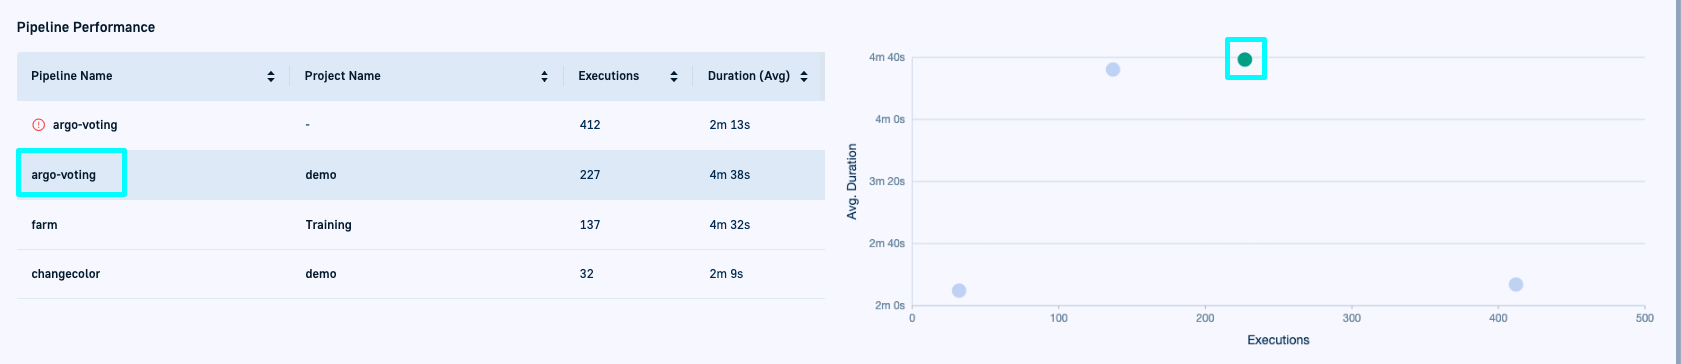 Pipeline Performance
Pipeline Name Project Name Executions Duration (Avg)
argo-voting - 412 2m 13s
argo-voting demo 227 4m 38s
farm Training 137 4m 32s
changecolor demo 32 2m 9s
4m 40s
4m 0s
3m 20s
2m 40s
2m 0s
Avg. Duration
0 100 200 300 400 500
Executions